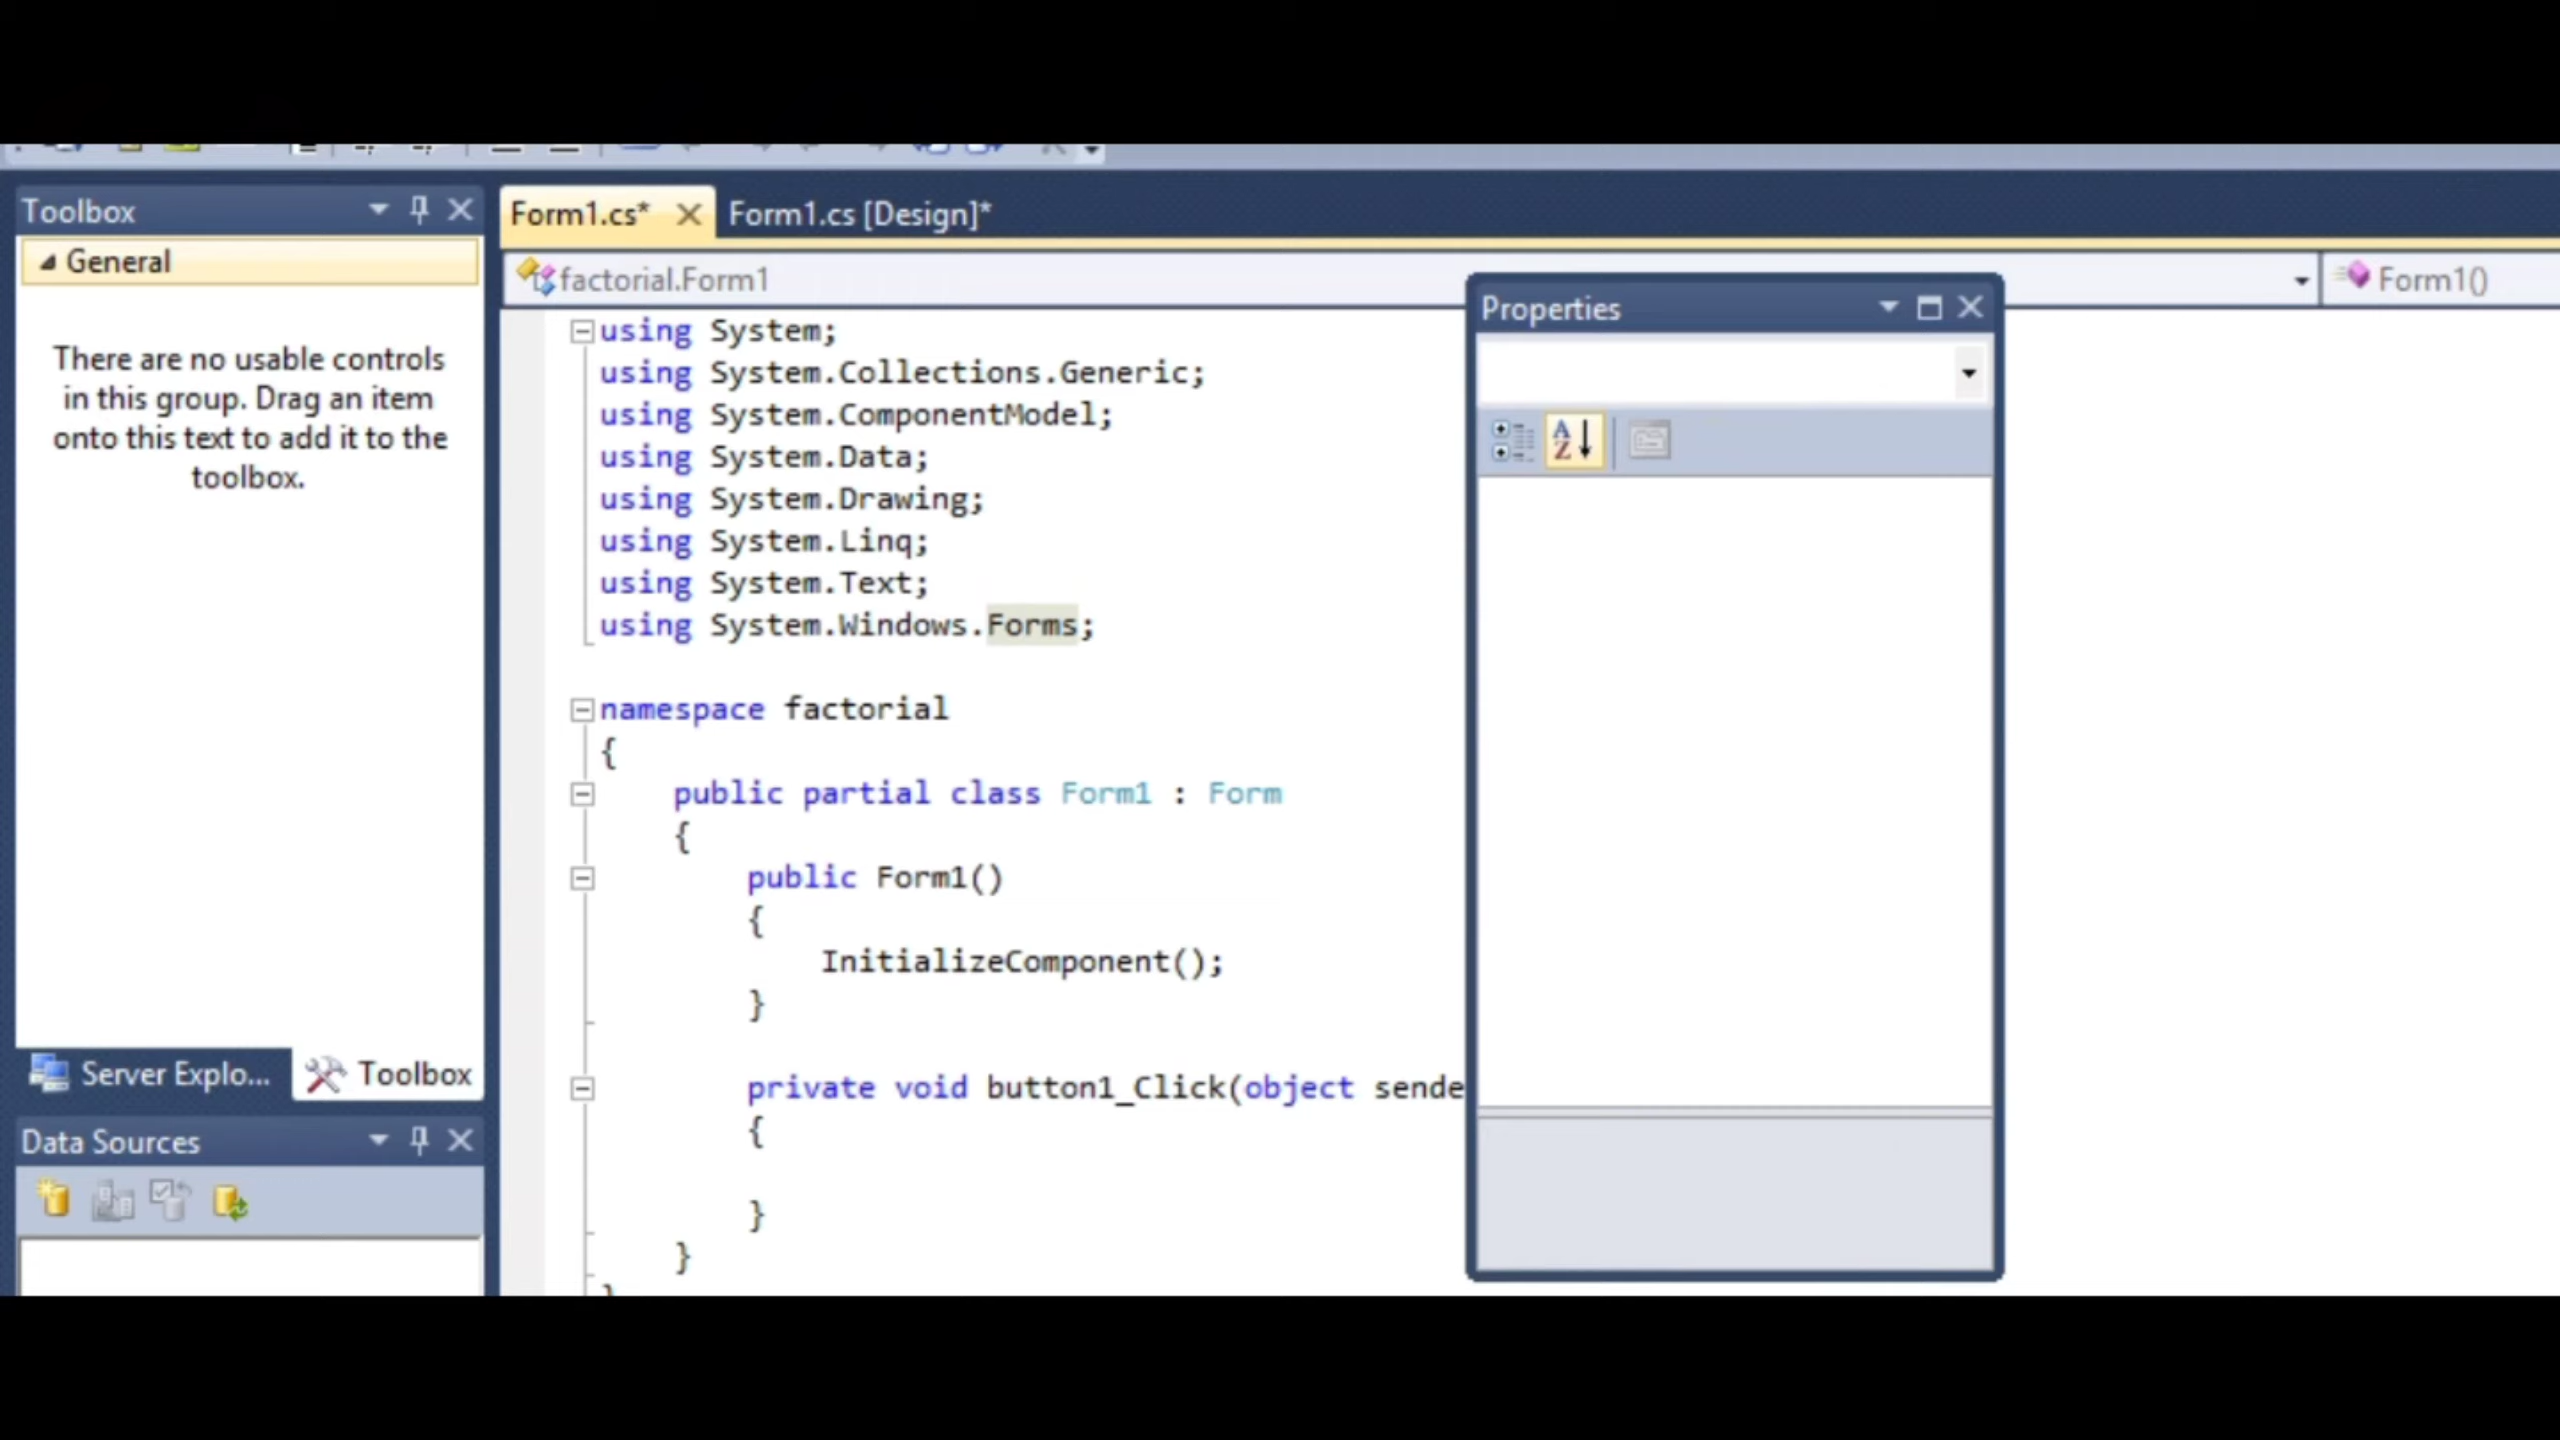 Toolbox
General
There are no usable controls
in this group. Drag an item
onto this text to add it to the
toolbox.
Server Explo...
Toolbox
Data Sources
Form1.cs*
Form1.cs [Design]*
factorial.Form1
Form1()
using System;
using System.Collections.Generic;
using System.ComponentModel;
using System.Data;
using System.Drawing;
using System.Linq;
using System.Text;
using System.Windows.Forms;
namespace factorial
{
public partial class Form1 : Form
{
public Form1()
{
InitializeComponent();
}
private void button1_Click(object sende
{
}
}
Properties